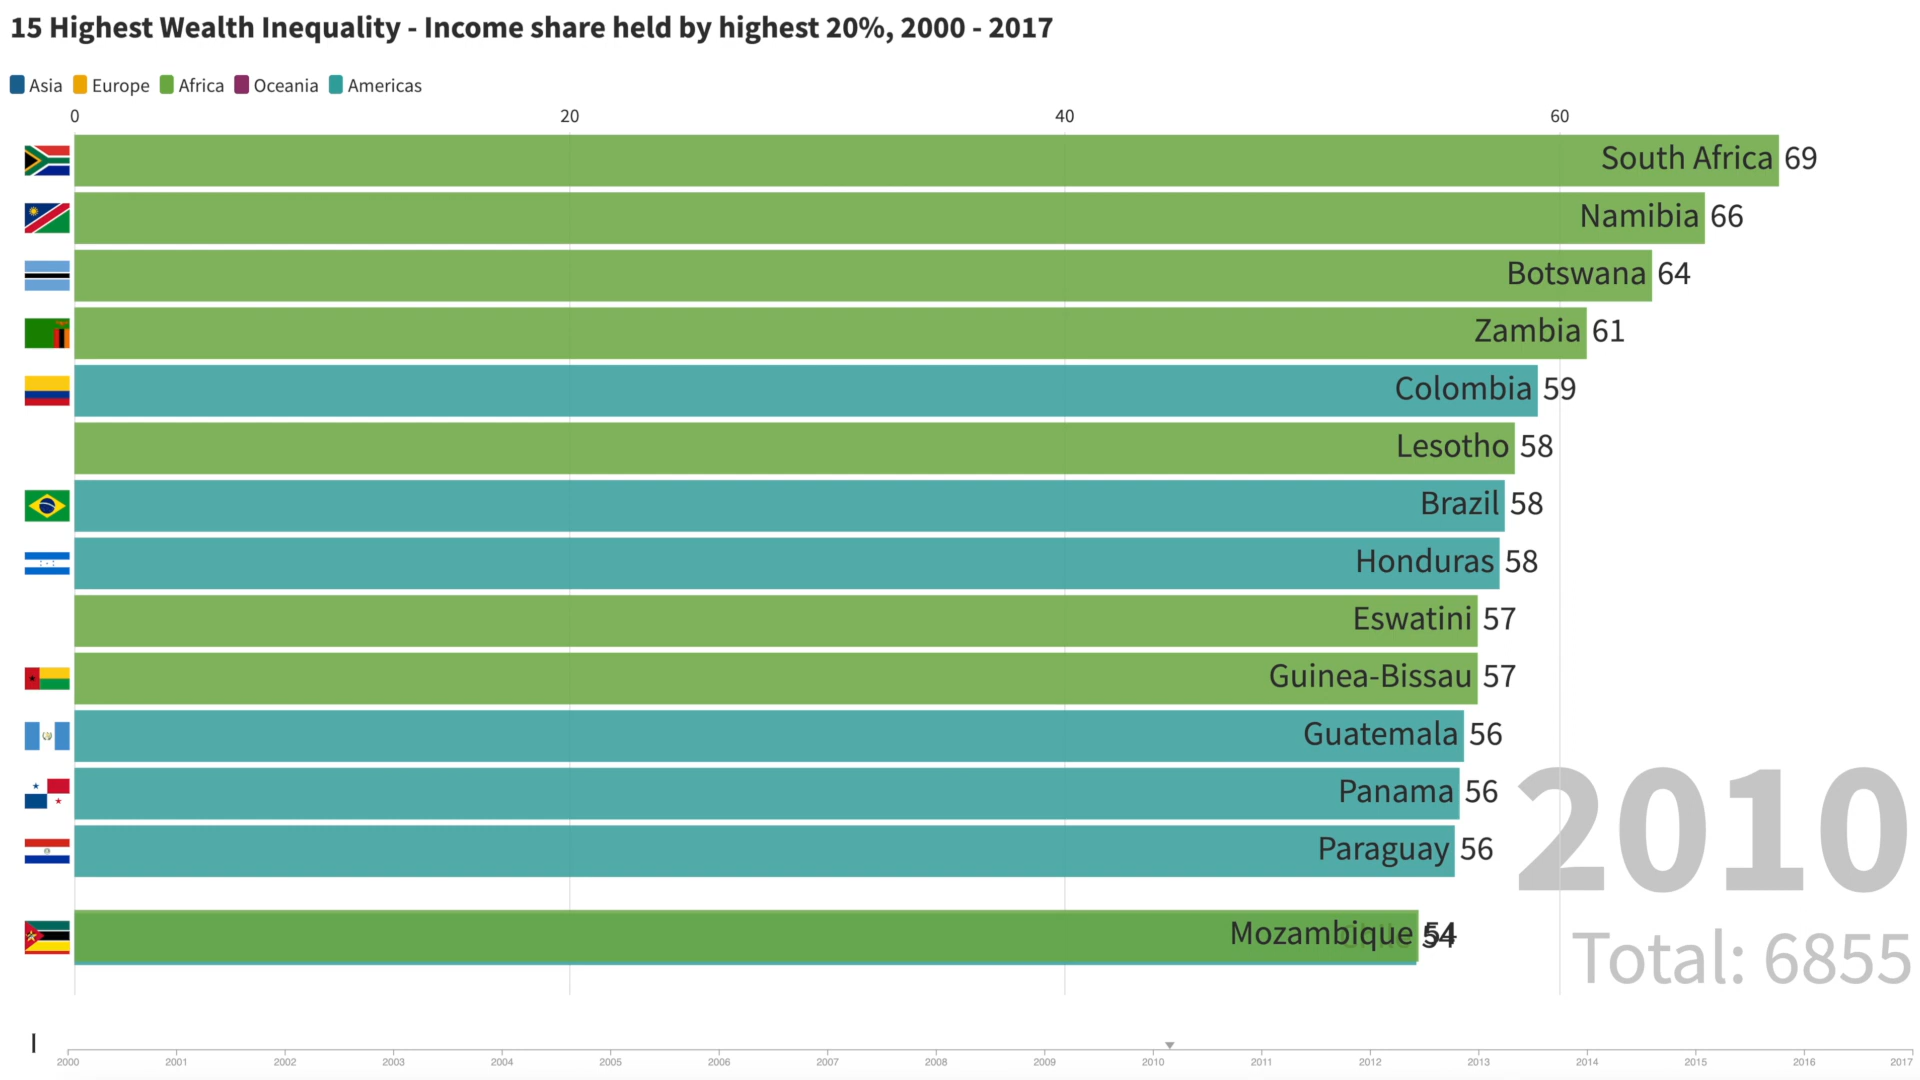 15 Highest Wealth Inequality - Income share held by highest 20%, 2000 - 2017
Asia Europe Africa Oceania Americas
0 20 40 60
South Africa 69
Namibia 66
Botswana 64
Zambia 61
Colombia 59
Lesotho 58
Brazil 58
Honduras 58
Eswatini 57
Guinea-Bissau 57
Guatemala 56
Panama 56
Paraguay 56
2010
Mozambique 54
Total: 6855
2000 2001 2002 2003 2004 2005 2006 2007 2008 2009 2010 2011 2012 2013 2014 2015 2016 2017